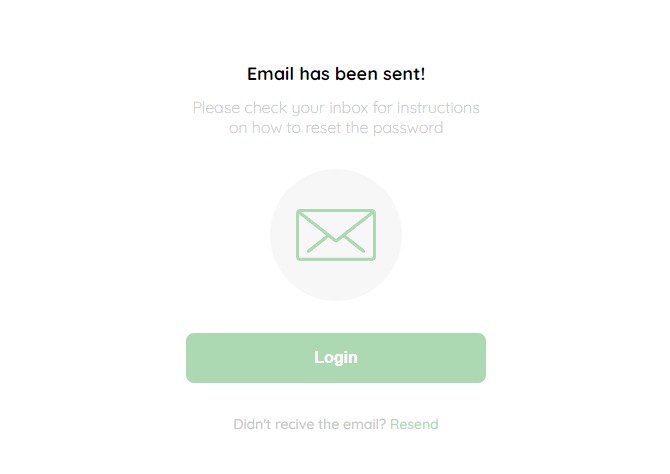 Email has been sent!
Please check your inbox for instructions
on how to reset the password
Login
Didn't recive the email? Resend